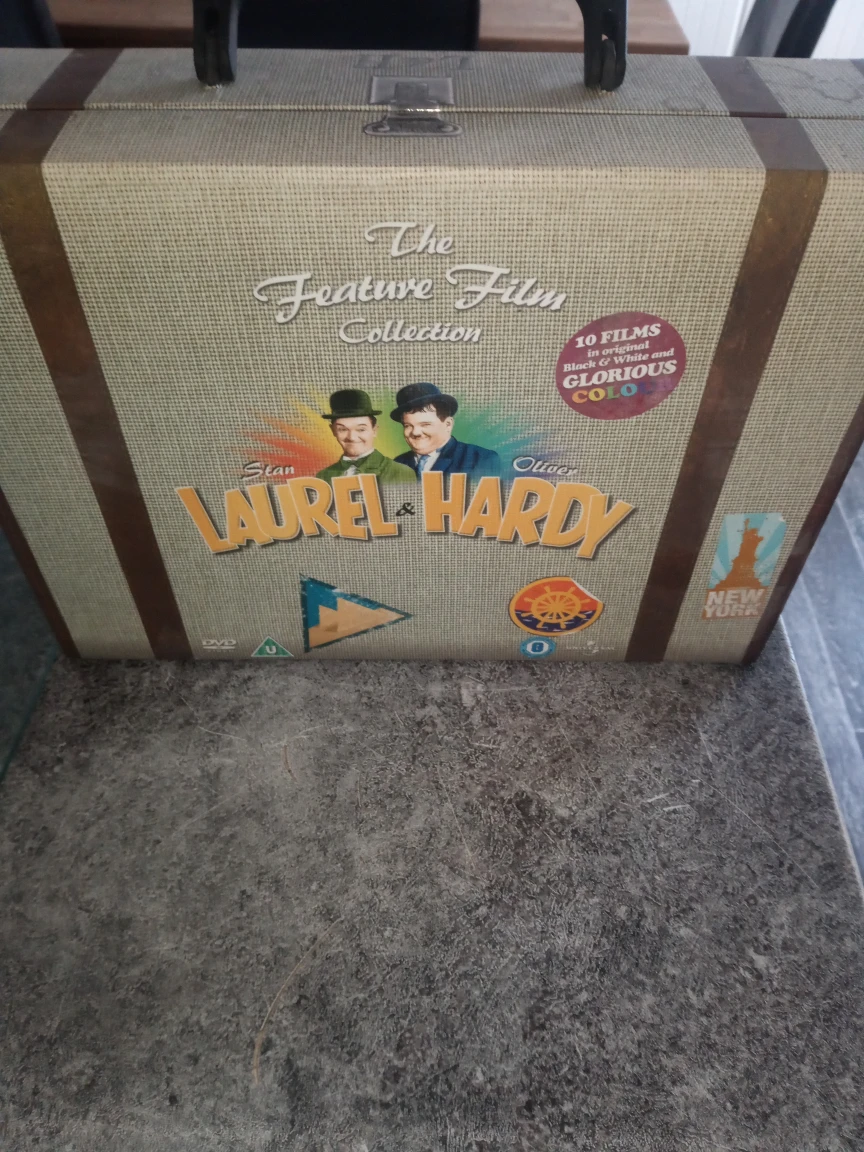 The
Feature Film
Collection
10 FILMS
in original
Black & White and
GLORIOUS
COLOUR
Stan
Oliver
LAUREL & HARDY
NEW
YORK
DVD
U